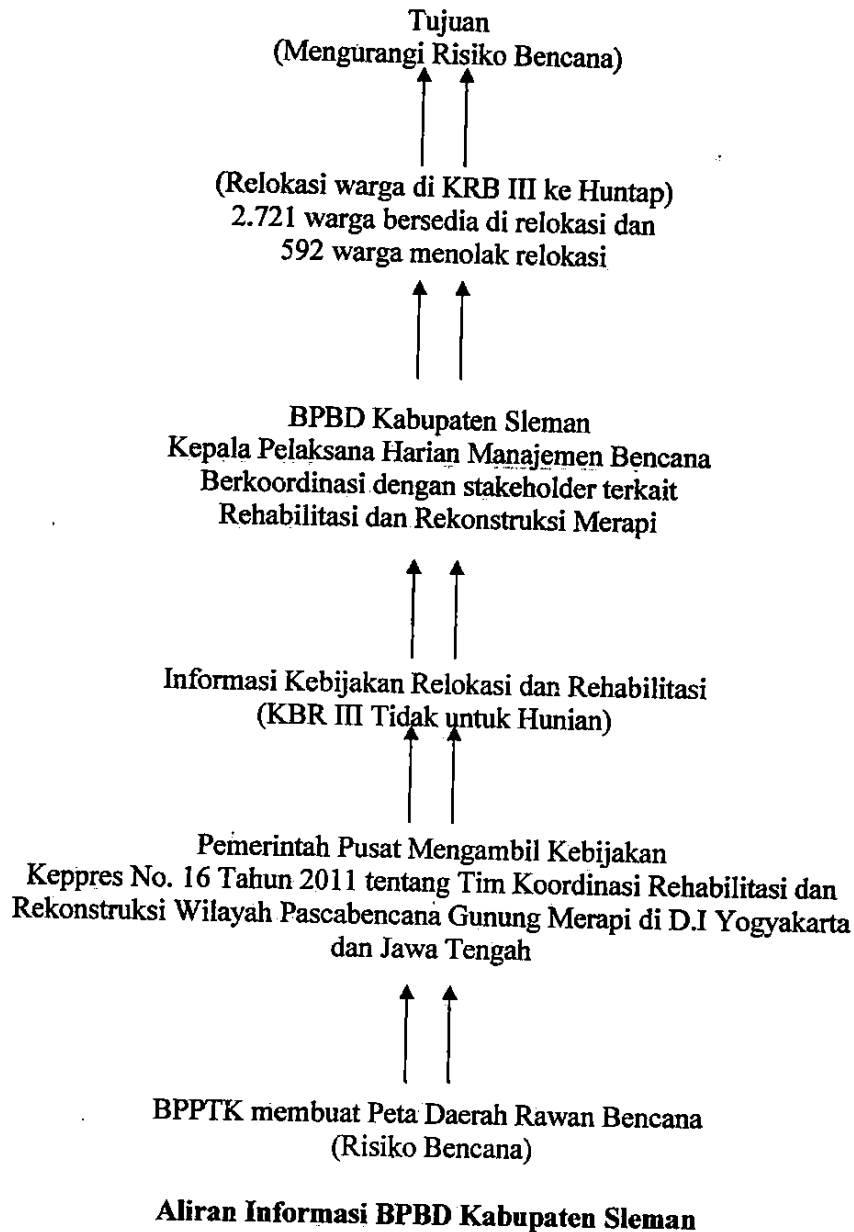 Tujuan
(Mengurangi Risiko Bencana)
(Relokasi warga di KRB III ke Huntap)
2.721 warga bersedia di relokasi dan
592 warga menolak relokasi
BPBD Kabupaten Sleman
Kepala Pelaksana Harian Manajemen Bencana
Berkoordinasi dengan stakeholder terkait
Rehabilitasi dan Rekonstruksi Merapi
Informasi Kebijakan Relokasi dan Rehabilitasi
(KBR III Tidak untuk Hunian)
Pemerintah Pusat Mengambil Kebijakan
Keppres No. 16 Tahun 2011 tentang Tim Koordinasi Rehabilitasi dan
Rekonstruksi Wilayah Pascabencana Gunung Merapi di D.I Yogyakarta
dan Jawa Tengah
BPPTK membuat Peta Daerah Rawan Bencana
(Risiko Bencana)
Aliran Informasi BPBD Kabupaten Sleman